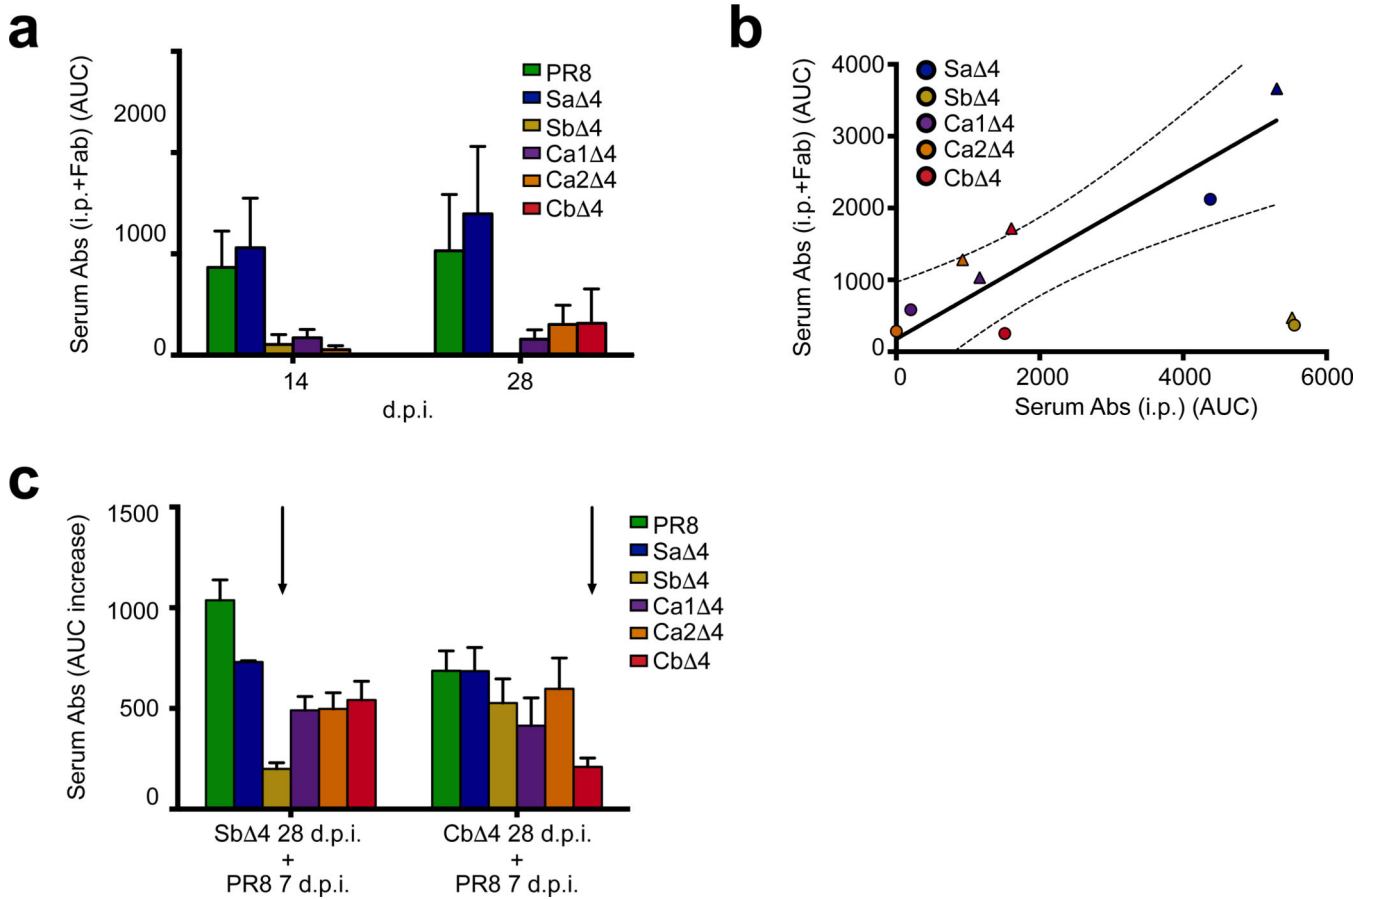 a
Serum Abs (i.p.+Fab) (AUC)
2000
1000
0
PR8
SaΔ4
SbΔ4
Ca1Δ4
Ca2Δ4
CbΔ4
14
28
d.p.i.
b
Serum Abs (i.p.+Fab) (AUC)
4000
3000
2000
1000
0
SaΔ4
SbΔ4
Ca1Δ4
Ca2Δ4
CbΔ4
0
2000
4000
6000
Serum Abs (i.p.) (AUC)
c
Serum Abs (AUC increase)
1500
1000
500
0
PR8
SaΔ4
SbΔ4
Ca1Δ4
Ca2Δ4
CbΔ4
SbΔ4 28 d.p.i.
+
PR8 7 d.p.i.
CbΔ4 28 d.p.i.
+
PR8 7 d.p.i.